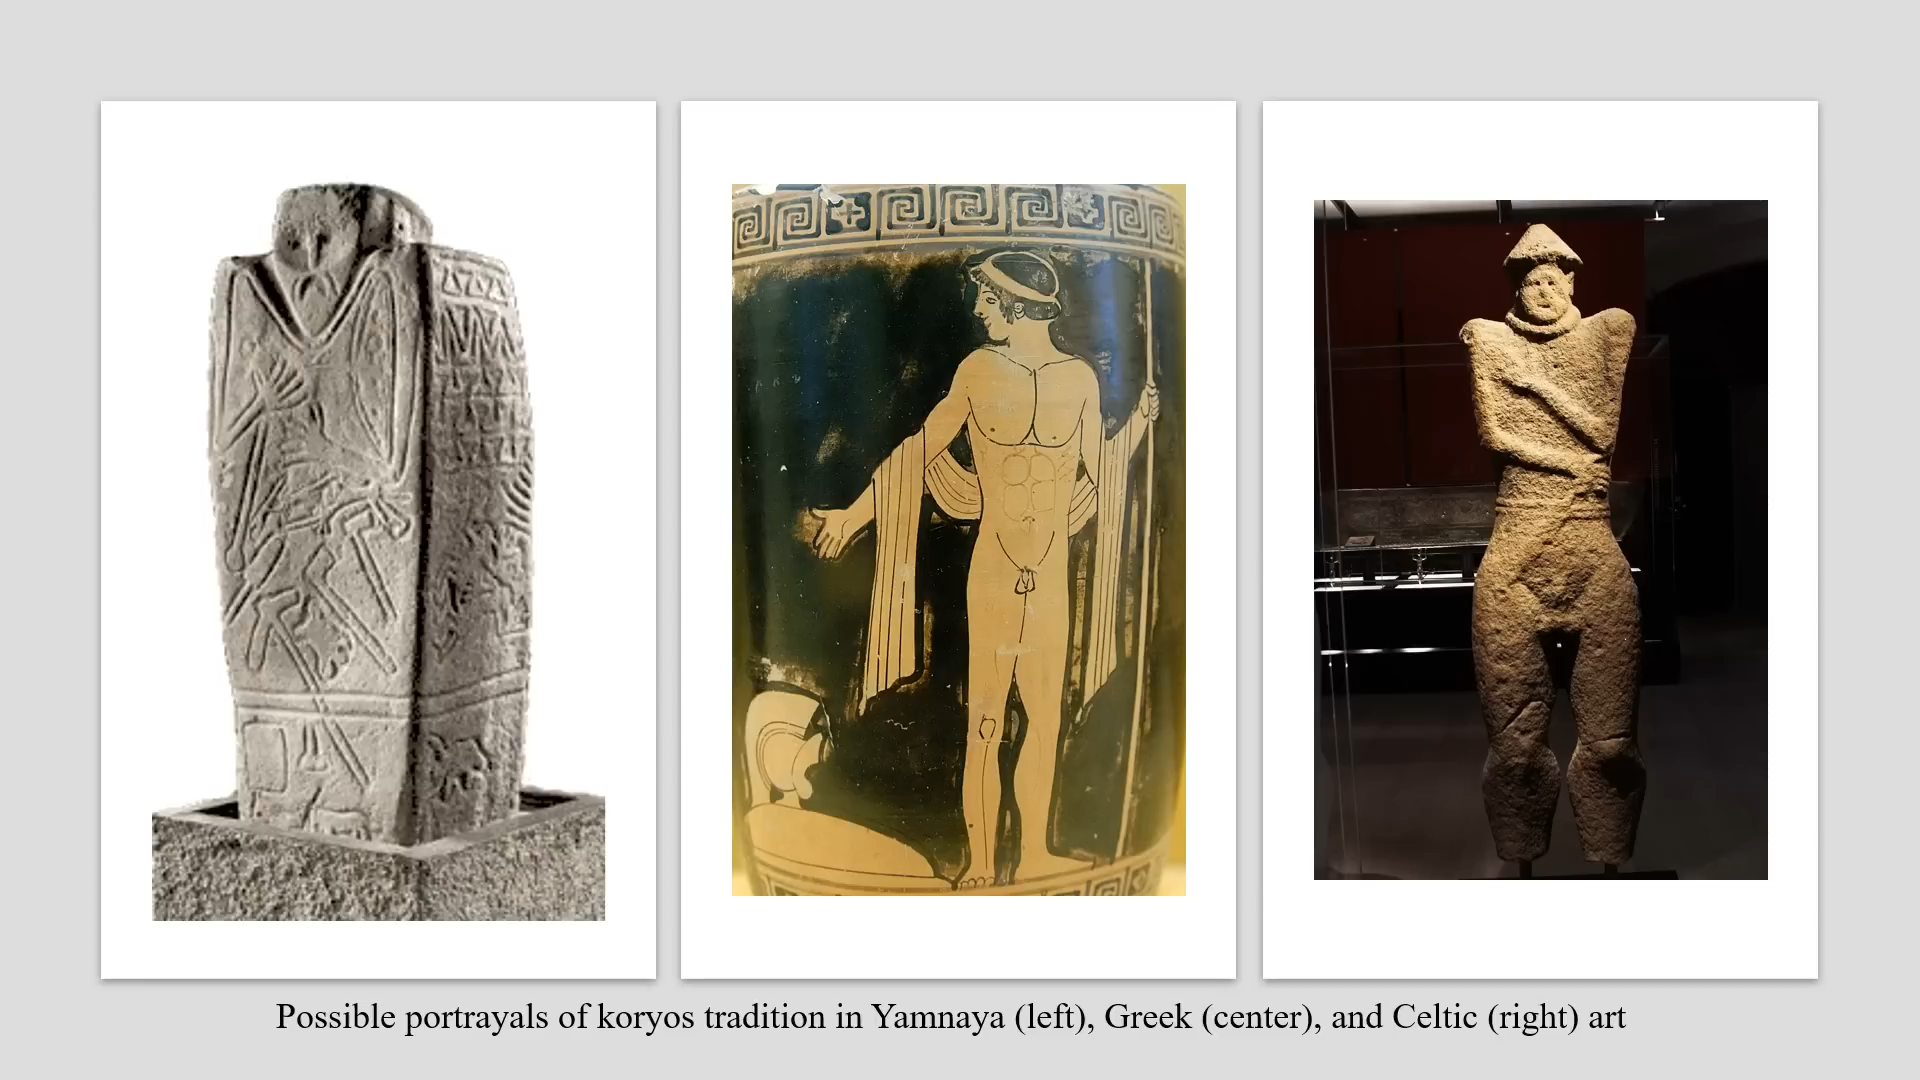 Possible portrayals of koryos tradition in Yamnaya (left), Greek (center), and Celtic (right) art